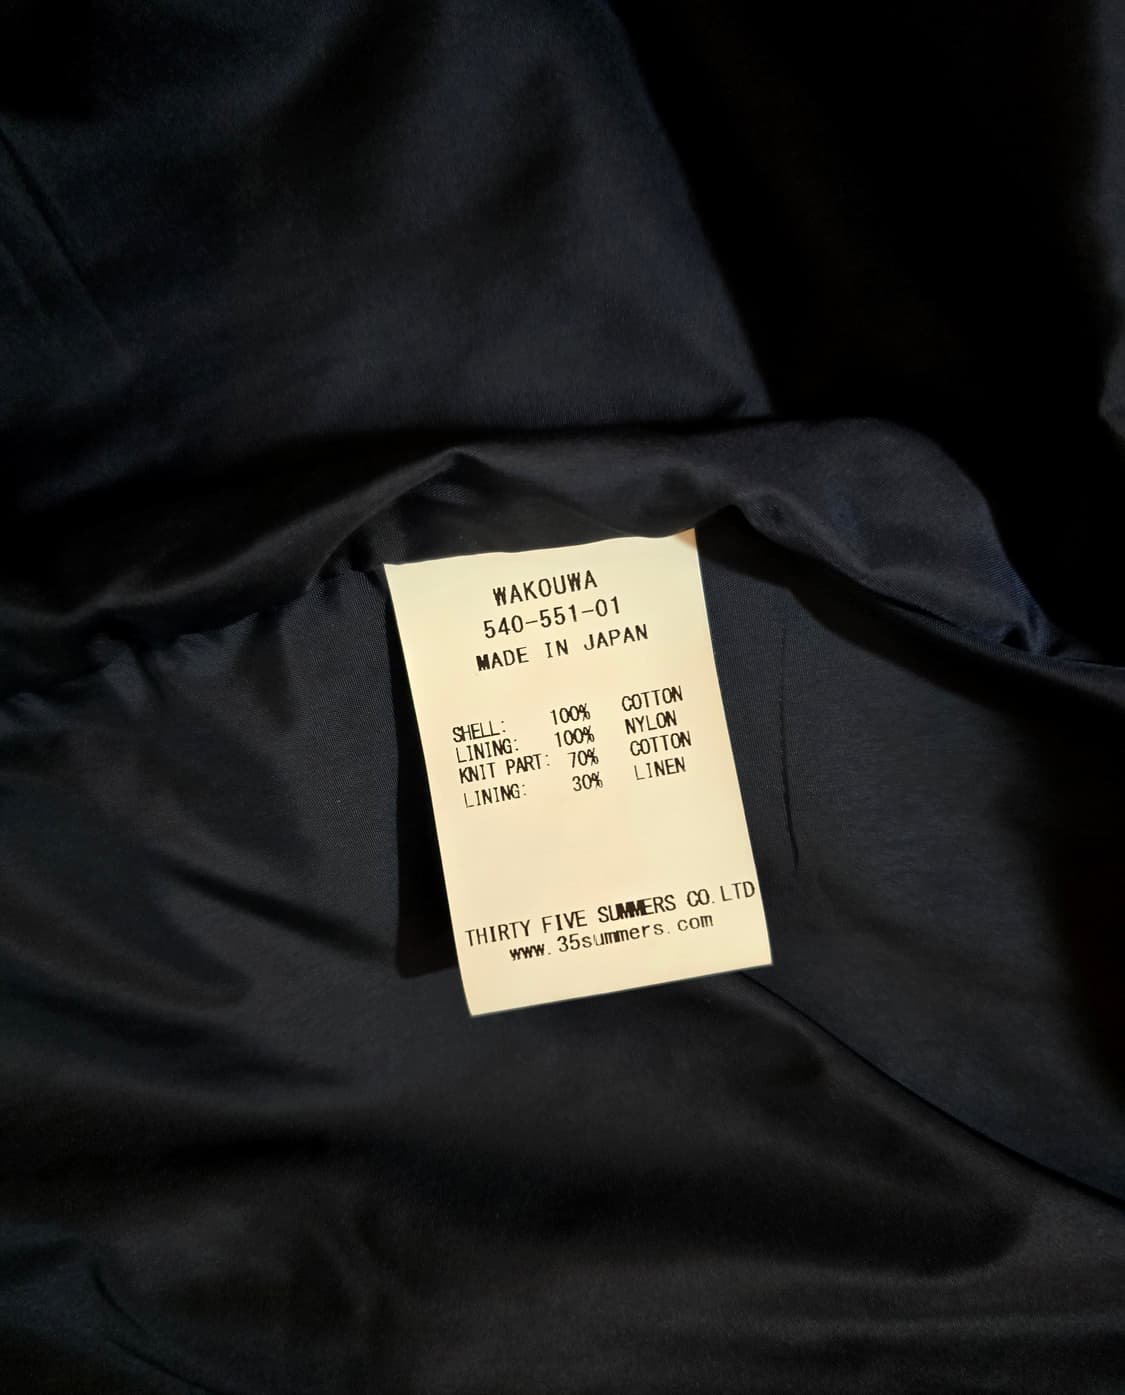 WAKOUWA
540-551-01
MADE IN JAPAN
SHELL: 100% COTTON
LINING: 100% NYLON
KNIT PART: 70% COTTON
LINING: 30% LINEN
THIRTY FIVE SUMMERS CO.LTD
www.35summers.com